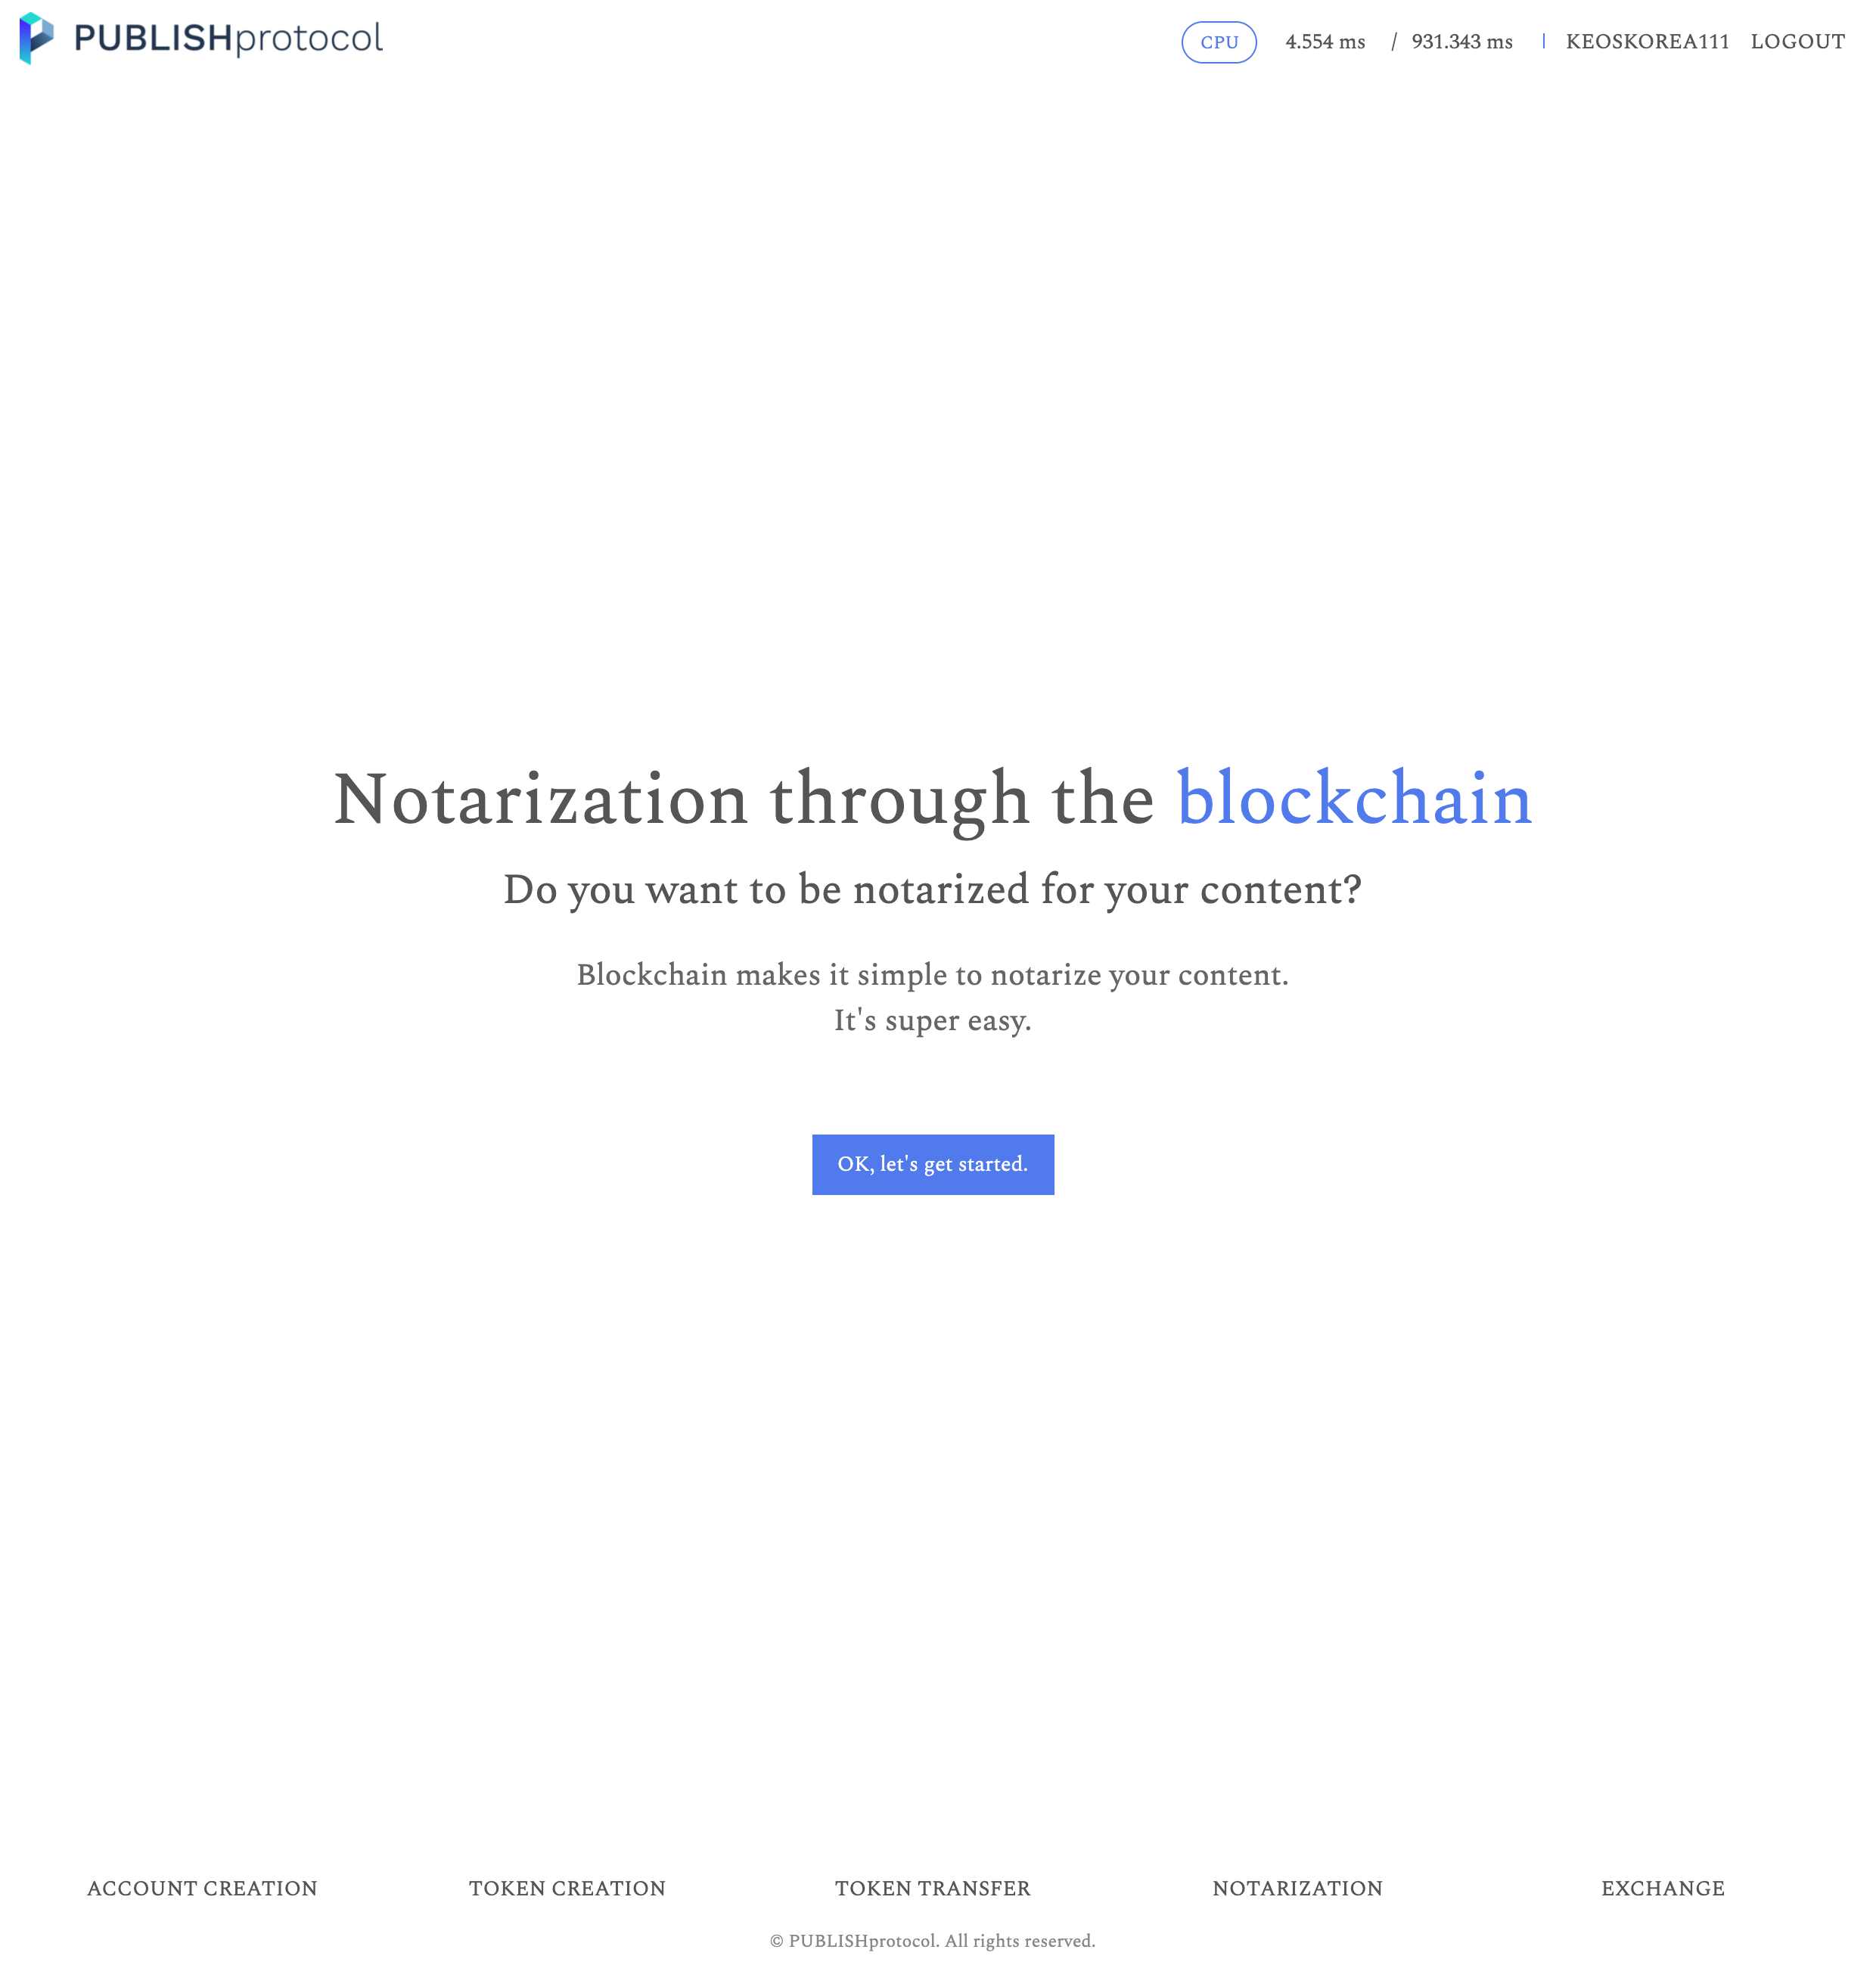 PUBLISHprotocol
CPU 4.554 ms / 931.343 ms | KEOSKOREA111 LOGOUT
Notarization through the blockchain
Do you want to be notarized for your content?
Blockchain makes it simple to notarize your content.
It's super easy.
OK, let's get started.
ACCOUNT CREATION TOKEN CREATION TOKEN TRANSFER NOTARIZATION EXCHANGE
© PUBLISHprotocol. All rights reserved.